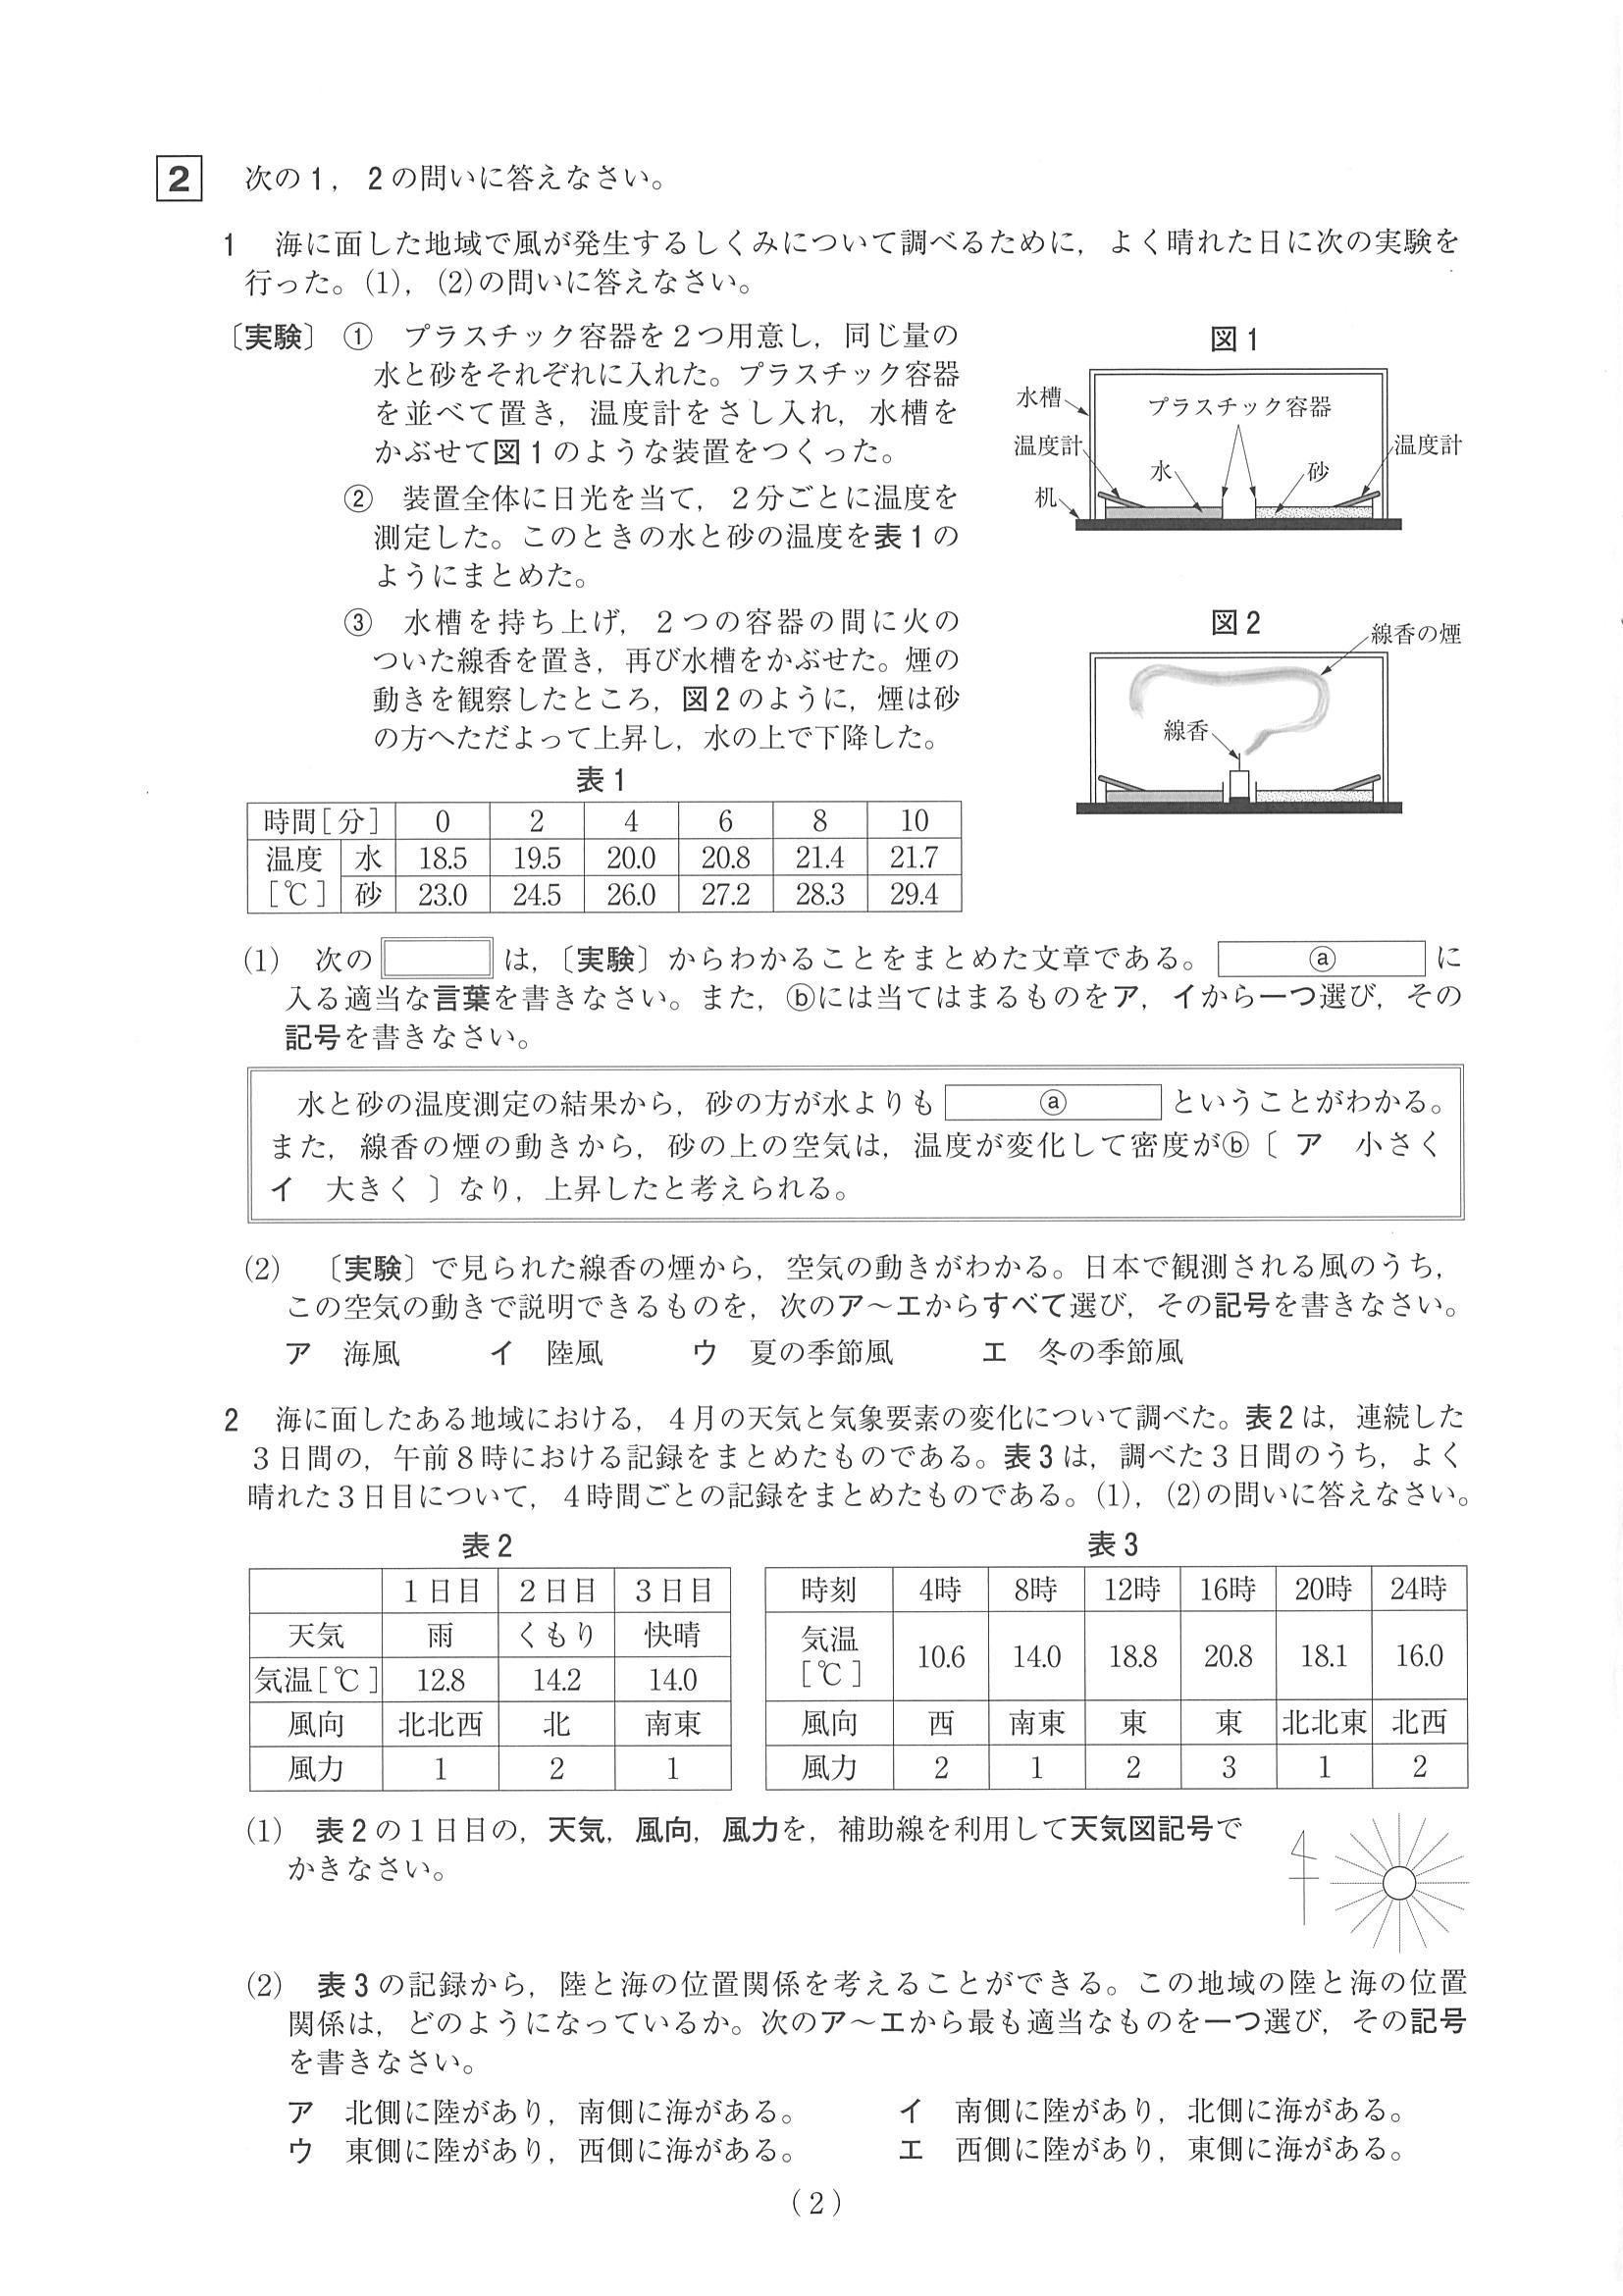 2 次の1，2の問いに答えなさい。
1 海に面した地域で風が発生するしくみについて調べるために，よく晴れた日に次の実験を
行った。(1)，(2)の問いに答えなさい。
〔実験〕 ① プラスチック容器を２つ用意し，同じ量の
水と砂をそれぞれに入れた。プラスチック容器
を並べて置き，温度計をさし入れ，水槽を
かぶせて図1のような装置をつくった。
② 装置全体に日光を当て，２分ごとに温度を
測定した。このときの水と砂の温度を表1の
ようにまとめた。
③ 水槽を持ち上げ，２つの容器の間に火の
ついた線香を置き，再び水槽をかぶせた。煙の
動きを観察したところ，図2のように，煙は砂
の方へただよって上昇し，水の上で下降した。
図1
水槽
プラスチック容器
温度計
温度計
水
砂
机
図2
線香の煙
線香
表1
時間[分] 0 2 4 6 8 10
温度[℃] 水 18.5 19.5 20.0 20.8 21.4 21.7
砂 23.0 24.5 26.0 27.2 28.3 29.4
(1) 次の は，〔実験〕からわかることをまとめた文章である。 ⓐ に
入る適当な言葉を書きなさい。また，ⓑには当てはまるものをア，イから一つ選び，その
記号を書きなさい。
水と砂の温度測定の結果から，砂の方が水よりも ⓐ ということがわかる。
また，線香の煙の動きから，砂の上の空気は，温度が変化して密度がⓑ〔 ア 小さく
イ 大きく 〕なり，上昇したと考えられる。
(2) 〔実験〕で見られた線香の煙から，空気の動きがわかる。日本で観測される風のうち，
この空気の動きで説明できるものを，次のア～エからすべて選び，その記号を書きなさい。
ア 海風 イ 陸風 ウ 夏の季節風 エ 冬の季節風
2 海に面したある地域における，４月の天気と気象要素の変化について調べた。表2は，連続した
３日間の，午前８時における記録をまとめたものである。表3は，調べた３日間のうち，よく
晴れた３日目について，４時間ごとの記録をまとめたものである。(1)，(2)の問いに答えなさい。
表2
１日目 ２日目 ３日目
天気 雨 くもり 快晴
気温[℃] 12.8 14.2 14.0
風向 北北西 北 南東
風力 1 2 1
表3
時刻 4時 8時 12時 16時 20時 24時
気温[℃] 10.6 14.0 18.8 20.8 18.1 16.0
風向 西 南東 東 東 北北東 北西
風力 2 1 2 3 1 2
(1) 表2の１日目の，天気，風向，風力を，補助線を利用して天気図記号で
かきなさい。
(2) 表3の記録から，陸と海の位置関係を考えることができる。この地域の陸と海の位置
関係は，どのようになっているか。次のア～エから最も適当なものを一つ選び，その記号
を書きなさい。
ア 北側に陸があり，南側に海がある。 イ 南側に陸があり，北側に海がある。
ウ 東側に陸があり，西側に海がある。 エ 西側に陸があり，東側に海がある。
（2）